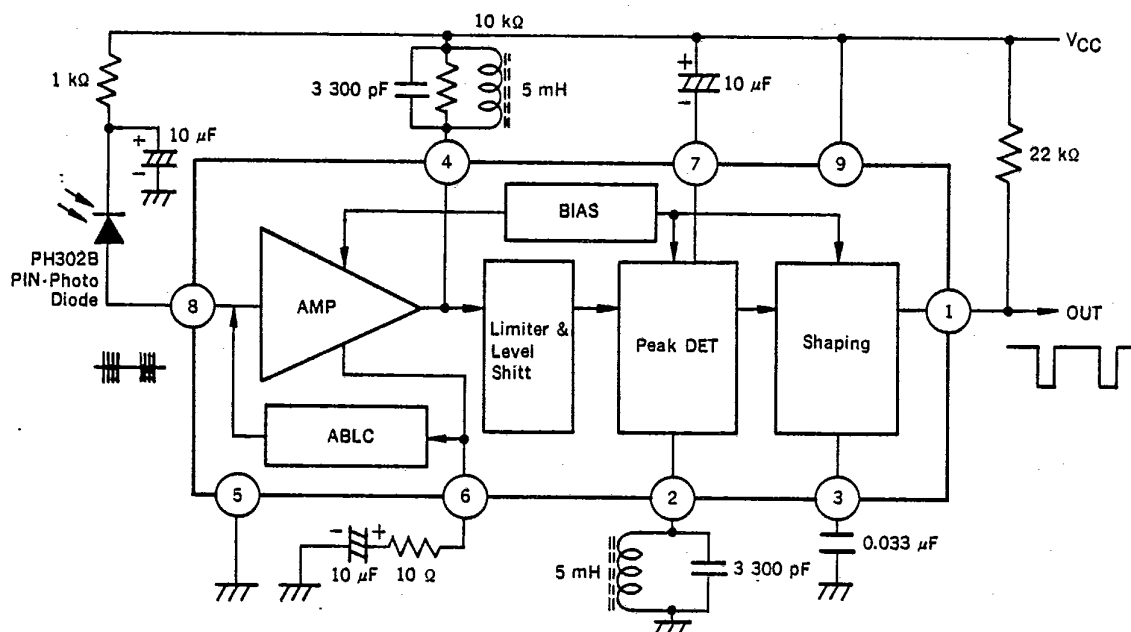 10 kΩ
VCC
1 kΩ
3 300 pF
5 mH
+
10 μF
-
+
10 μF
-
22 kΩ
4
7
9
BIAS
PH302B
PIN-Photo
Diode
8
AMP
Limiter &
Level
Shitt
Peak DET
Shaping
1
OUT
ABLC
5
6
2
3
-
+
10 μF
10 Ω
5 mH
3 300 pF
0.033 μF